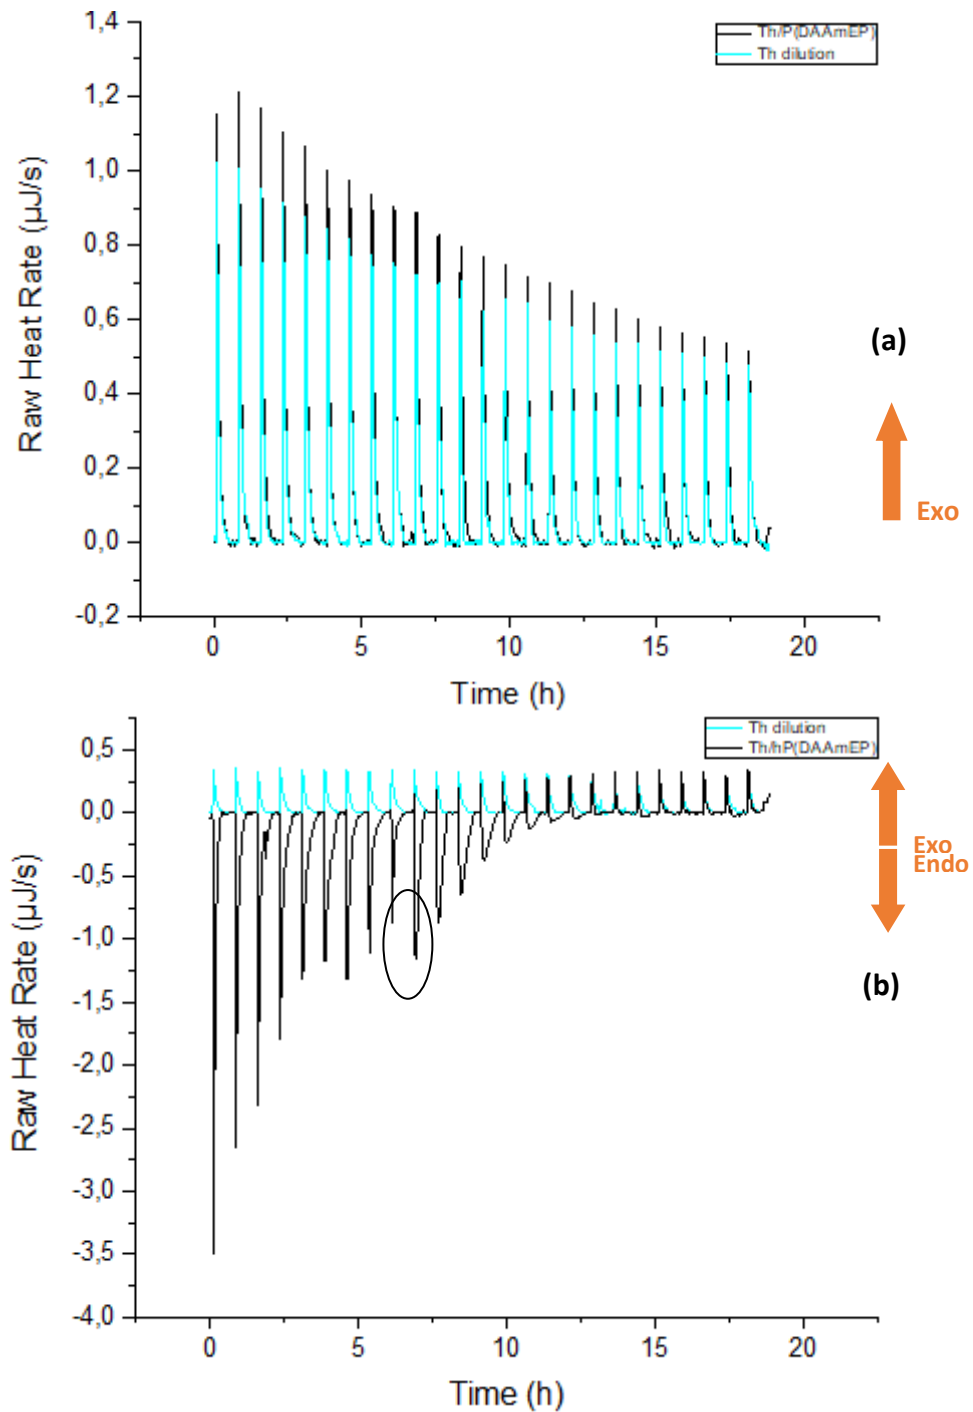 1,4
1,2
1,0
0,8
0,6
0,4
0,2
0,0
-0,2
Raw Heat Rate (µJ/s)
Th/P(DAAmEP)
Th dilution
(a)
Exo
0
5
10
15
20
Time (h)
0,5
0,0
-0,5
-1,0
-1,5
-2,0
-2,5
-3,0
-3,5
-4,0
Raw Heat Rate (µJ/s)
Th dilution
Th/hP(DAAmEP)
Exo
Endo
(b)
0
5
10
15
20
Time (h)